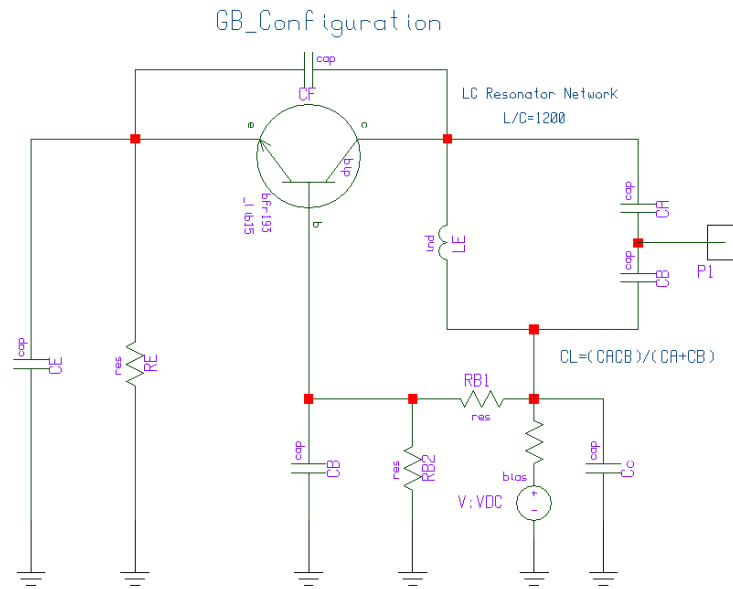 GB_Configuration
cap
CF
LC Resonator Network
L/C=1200
e
c
bip
bfr193
_lib15
b
cap
CA
ind
LE
cap
CB
P1
cap
CE
res
RE
CL=(CACB)/(CA+CB)
RB1
res
cap
CB
res
RB2
bias
V:VDC
+
-
cap
Cc